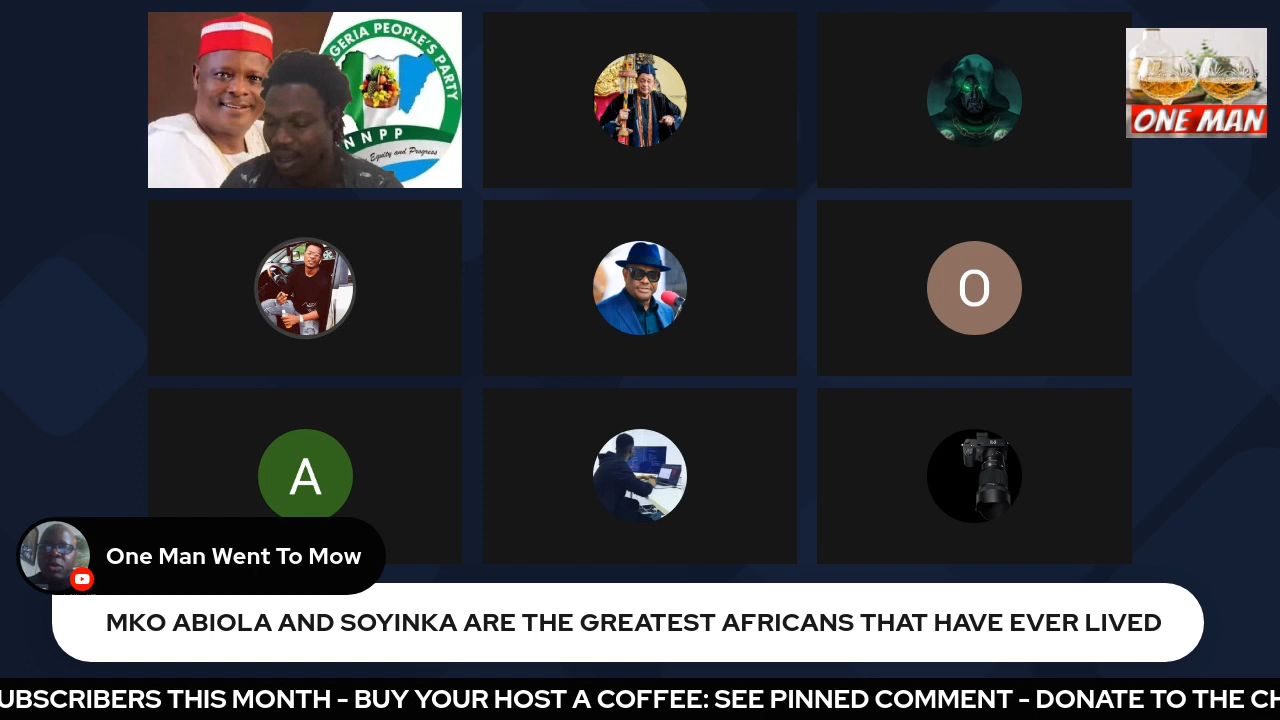 GERIA PEOPLE'S PARTY
NNPP
Equity and Progress
ONE MAN
O
A
One Man Went To Mow
MKO ABIOLA AND SOYINKA ARE THE GREATEST AFRICANS THAT HAVE EVER LIVED
UBSCRIBERS THIS MONTH - BUY YOUR HOST A COFFEE: SEE PINNED COMMENT - DONATE TO THE CH